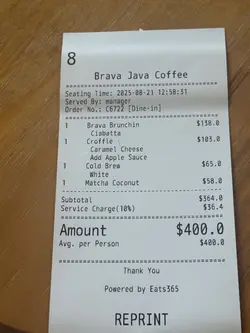 8
Brava Java Coffee
Seating Time: 2025-08-21 12:58:31
Served By: manager
Order No.: C6722 [Dine-in]
1 Brava Brunchin $138.0
Ciabatta
1 Croffle $103.0
Caramel Cheese
Add Apple Sauce
1 Cold Brew $65.0
White
1 Matcha Coconut $58.0
Subtotal $364.0
Service Charge(10%) $36.4
Amount $400.0
Avg. per Person $400.0
Thank You
Powered by Eats365
REPRINT